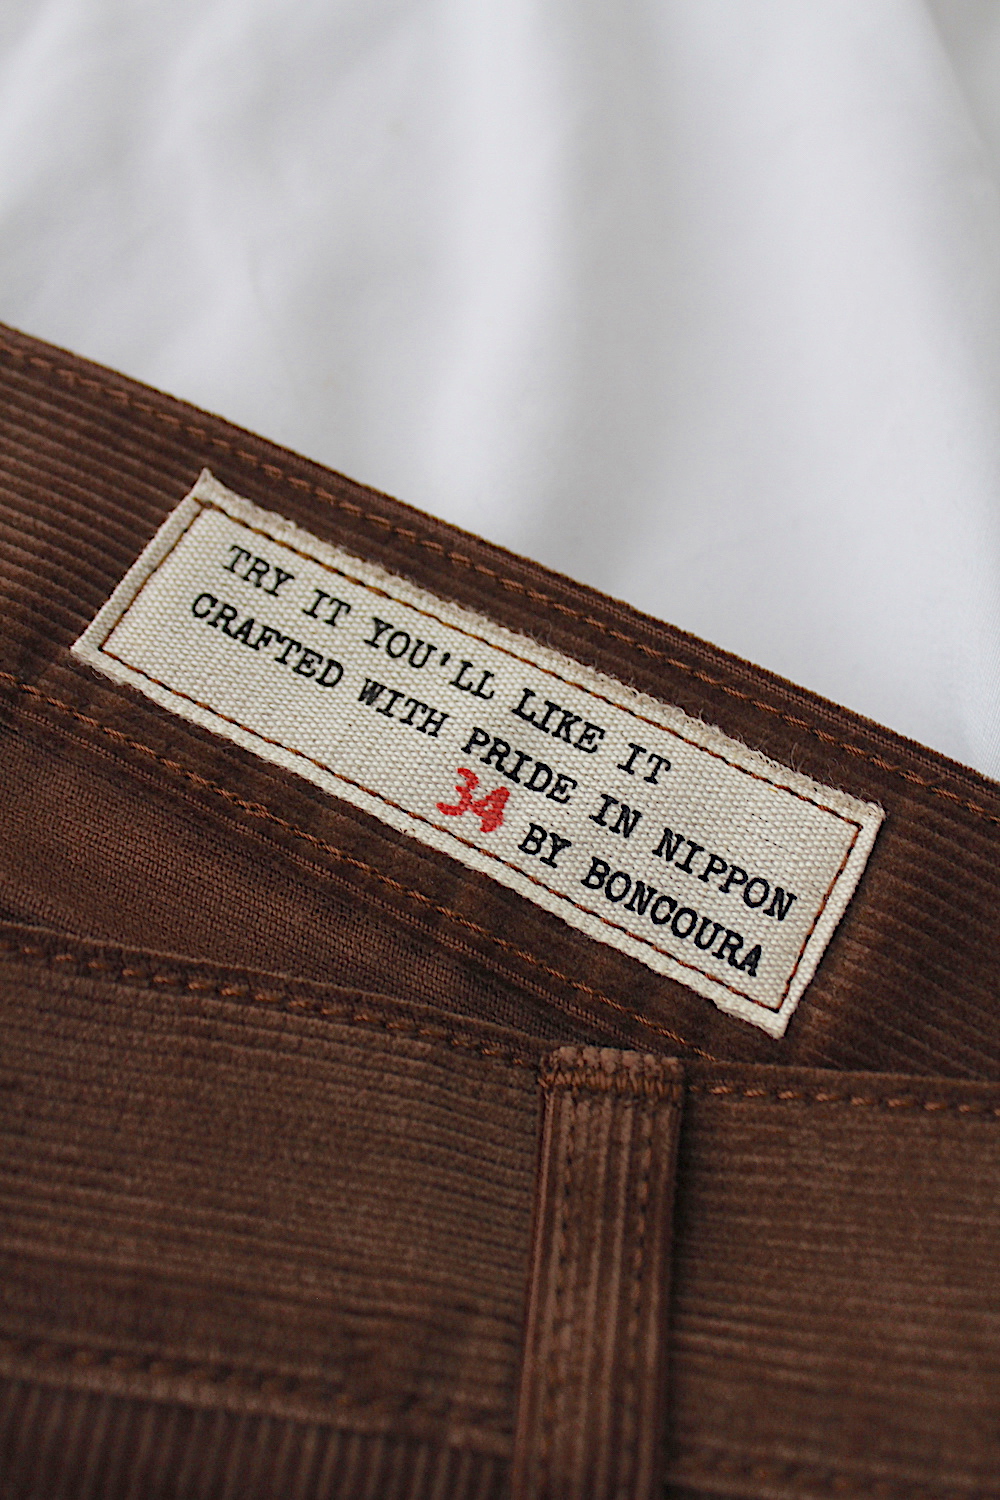 TRY IT YOU'LL LIKE IT
CRAFTED WITH PRIDE IN NIPPON
34 BY BONCOURA